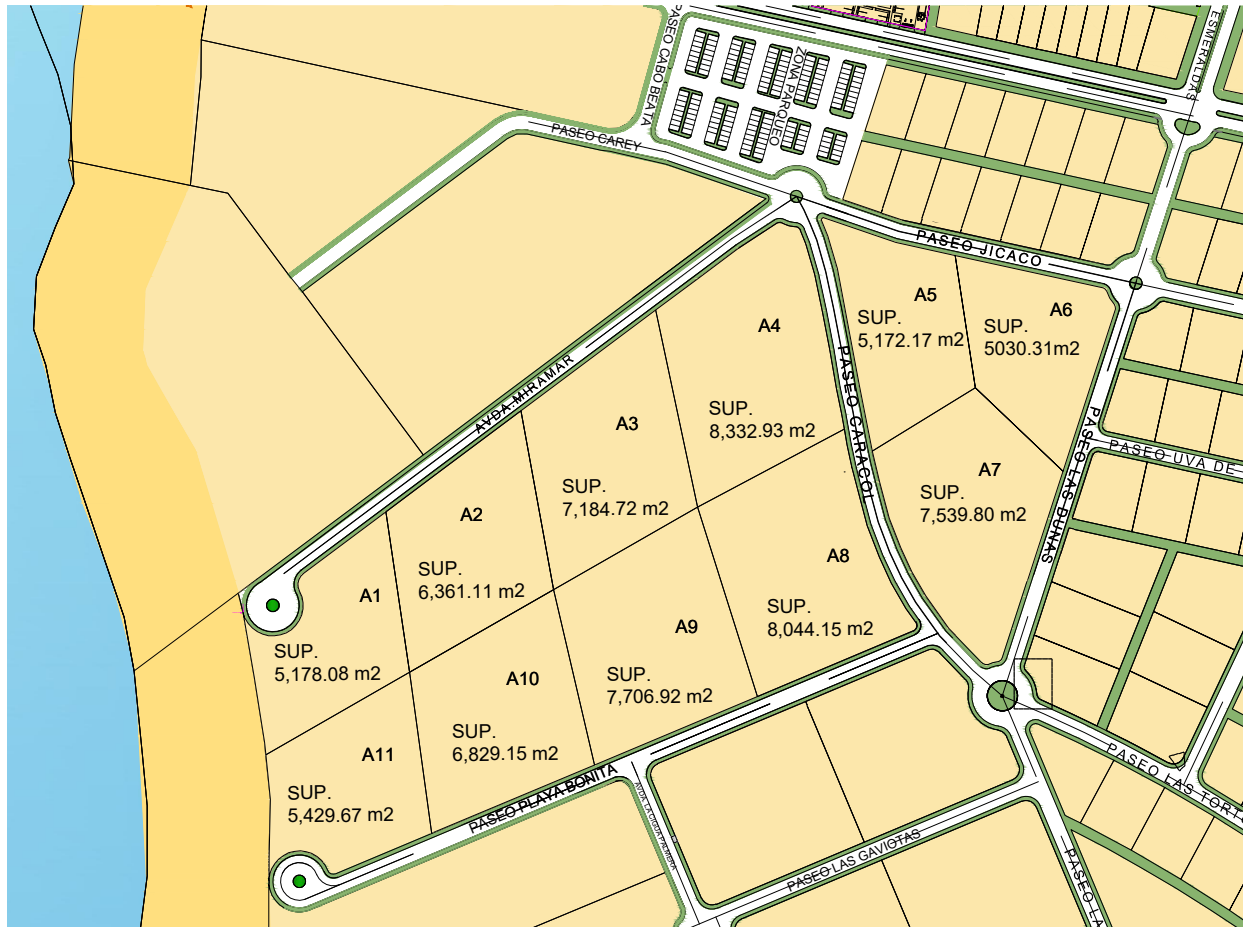 PASEO CABO BEATA
ZONA PARQUEO
ESMERALDAS
PASEO CAREY
PASEO JICACO
A5
SUP.
5,172.17 m2
A6
SUP.
5030.31m2
A4
SUP.
8,332.93 m2
AVDA. MIRAMAR
PASEO CARACOL
A3
SUP.
7,184.72 m2
PASEO LAS DUNAS
PASEO UVA DE
A7
SUP.
7,539.80 m2
A2
SUP.
6,361.11 m2
A8
SUP.
8,044.15 m2
A1
SUP.
5,178.08 m2
A9
SUP.
7,706.92 m2
A10
SUP.
6,829.15 m2
A11
SUP.
5,429.67 m2
PASEO PLAYA BONITA
PASEO LAS GAVIOTAS
PASEO LAS TORT
PASEO LA